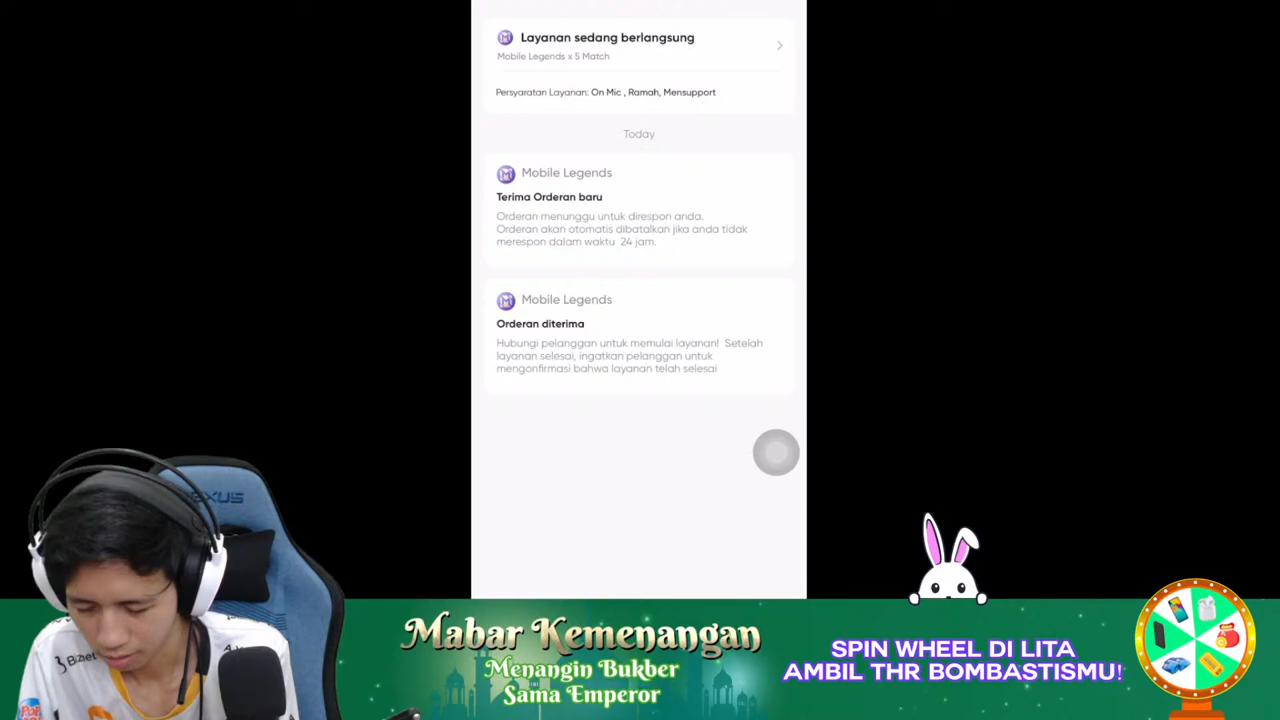 Layanan sedang berlangsung
Mobile Legends x 5 Match
Persyaratan Layanan: On Mic , Ramah, Mensupport
Today
Mobile Legends
Terima Orderan baru
Orderan menunggu untuk direspon anda.
Orderan akan otomatis dibatalkan jika anda tidak
merespon dalam waktu 24 jam.
Mobile Legends
Orderan diterima
Hubungi pelanggan untuk memulai layanan! Setelah
layanan selesai, ingatkan pelanggan untuk
mengonfirmasi bahwa layanan telah selesai
Mabar Kemenangan
Menangin Bukber
Sama Emperor
SPIN WHEEL DI LITA
AMBIL THR BOMBASTISMU!